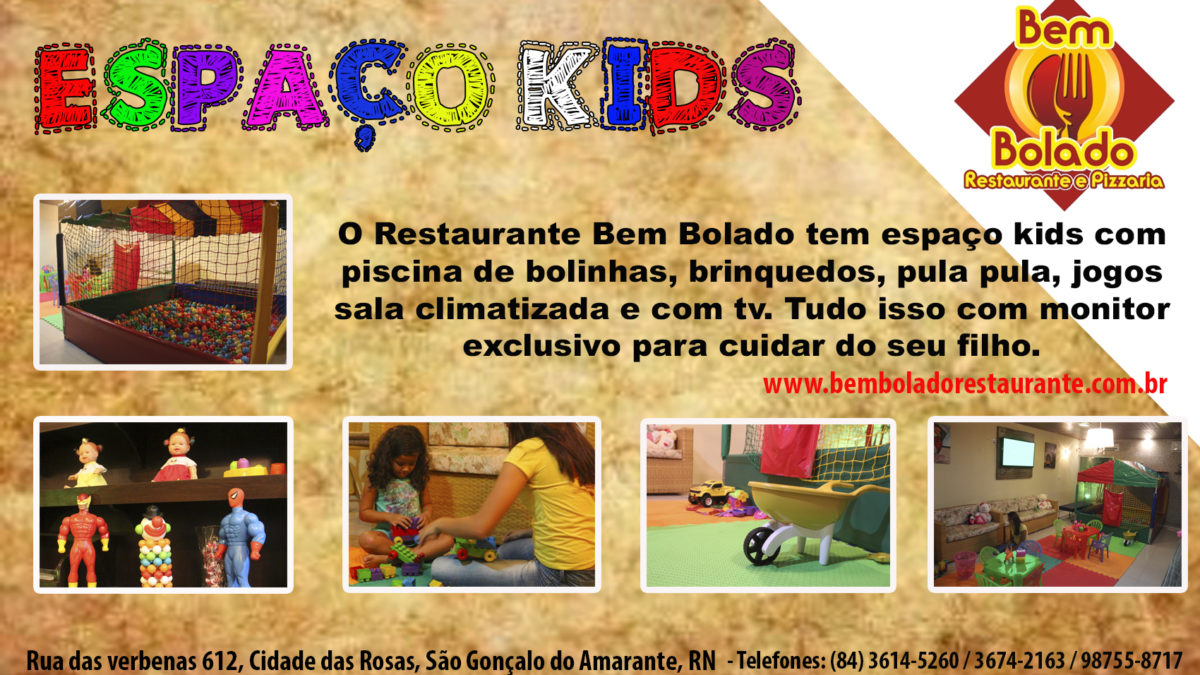 ESPAÇO KIDS
Bem
Bolado
Restaurante e Pizzaria
O Restaurante Bem Bolado tem espaço kids com
piscina de bolinhas, brinquedos, pula pula, jogos
sala climatizada e com tv. Tudo isso com monitor
exclusivo para cuidar do seu filho.
www.bemboladorestaurante.com.br
Rua das verbenas 612, Cidade das Rosas, São Gonçalo do Amarante, RN - Telefones: (84) 3614-5260 / 3674-2163 / 98755-8717